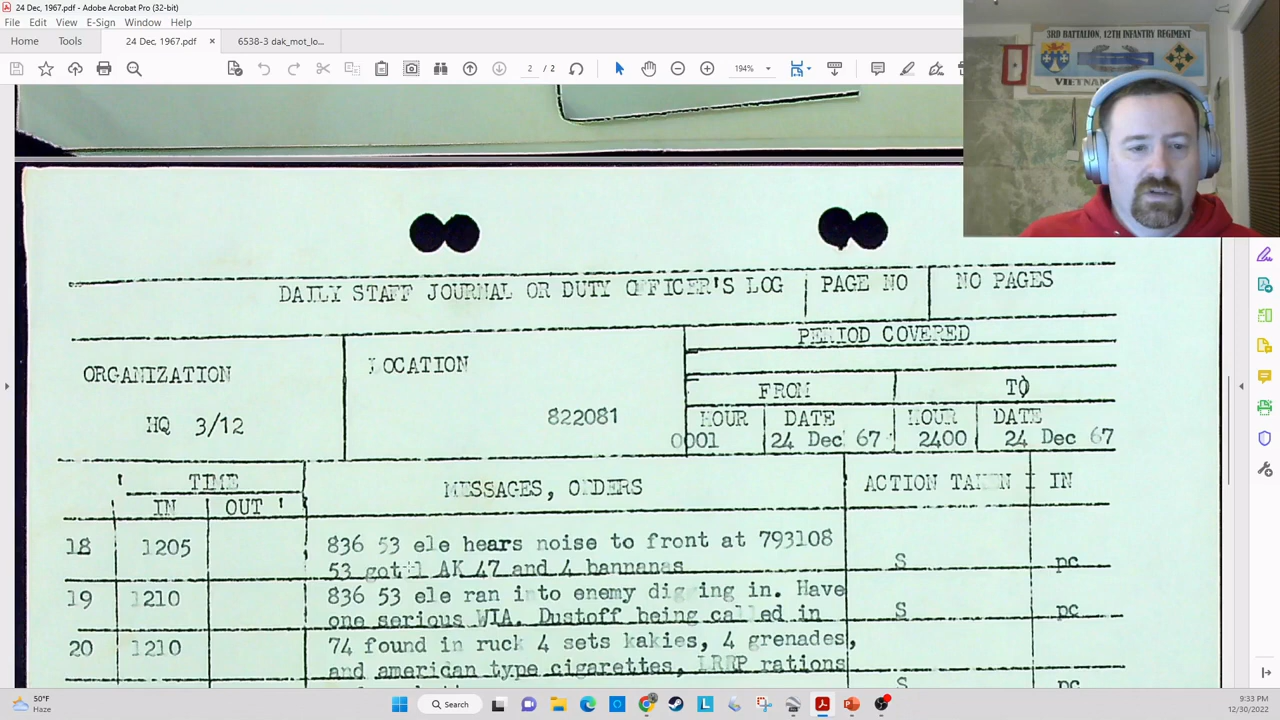 24 Dec, 1967.pdf - Adobe Acrobat Pro (32-bit)
File Edit View E-Sign Window Help
Home Tools 24 Dec, 1967.pdf × 6538-3 dak_mot_lo...
2 / 2 194%
3RD BATTALION, 12TH INFANTRY REGIMENT
VIETNAM
DAILY STAFF JOURNAL OR DUTY OFFICER'S LOG PAGE NO NO PAGES
PERIOD COVERED
ORGANIZATION LOCATION
FROM TO
HQ 3/12 822081 HOUR DATE HOUR DATE
0001 24 Dec 67 2400 24 Dec 67
TIME MESSAGES, ORDERS ACTION TAKEN IN
IN OUT
18 1205 836 53 ele hears noise to front at 793108
53 got 1 AK 47 and 4 bannanas S pc
19 1210 836 53 ele ran into enemy digging in. Have
one serious WIA. Dustoff being called in S pc
20 1210 74 found in ruck 4 sets kakies, 4 grenades,
and american type cigarettes, LRRP rations
S pc
50°F
Haze
Search
9:33 PM
12/30/2022